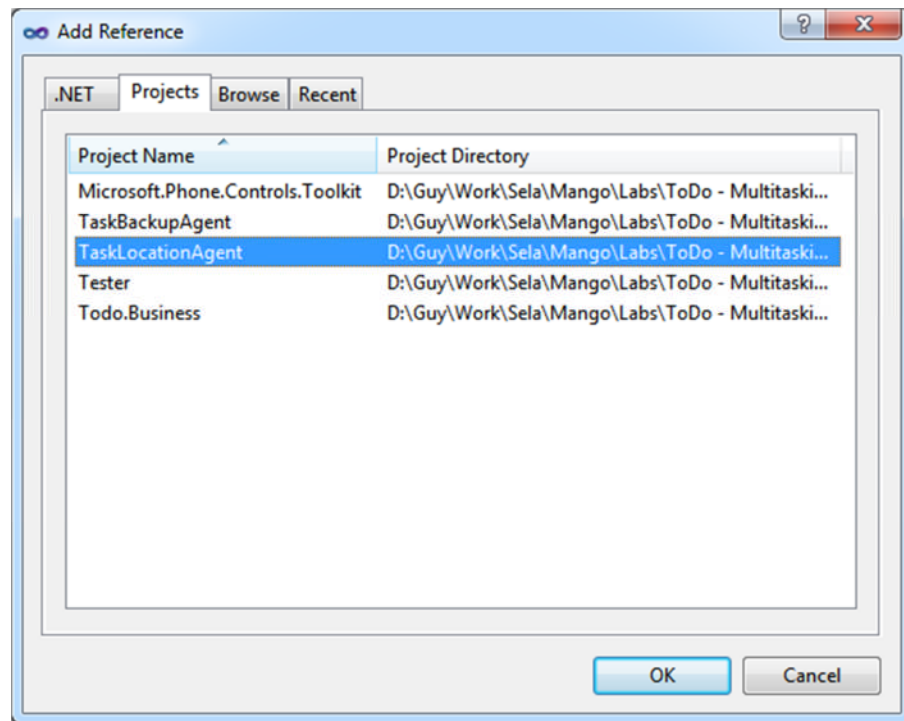 Add Reference
.NET Projects Browse Recent
Project Name Project Directory
Microsoft.Phone.Controls.Toolkit D:\Guy\Work\Sela\Mango\Labs\ToDo - Multitaski...
TaskBackupAgent D:\Guy\Work\Sela\Mango\Labs\ToDo - Multitaski...
TaskLocationAgent D:\Guy\Work\Sela\Mango\Labs\ToDo - Multitaski...
Tester D:\Guy\Work\Sela\Mango\Labs\ToDo - Multitaski...
Todo.Business D:\Guy\Work\Sela\Mango\Labs\ToDo - Multitaski...
OK Cancel